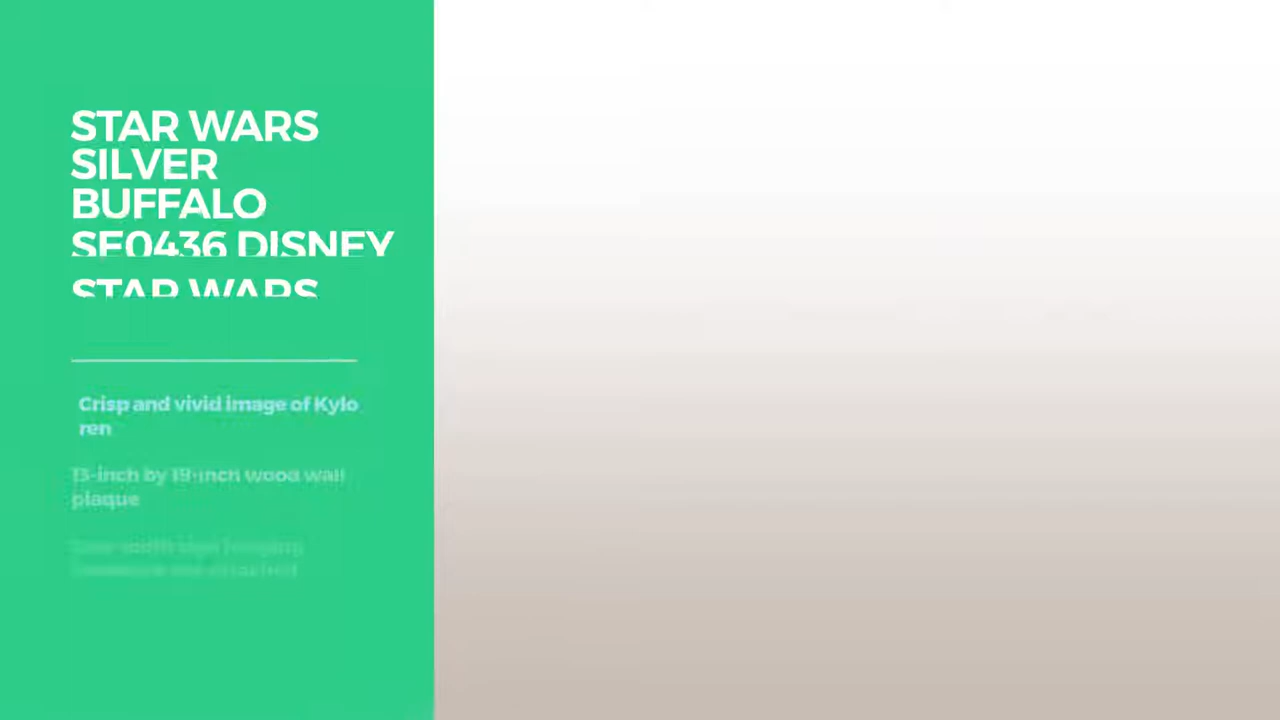 STAR WARS
SILVER
BUFFALO
SE0436 DISNEY
STAR WARS
Crisp and vivid image of Kylo
ren
13-inch by 19-inch wood wall
plaque